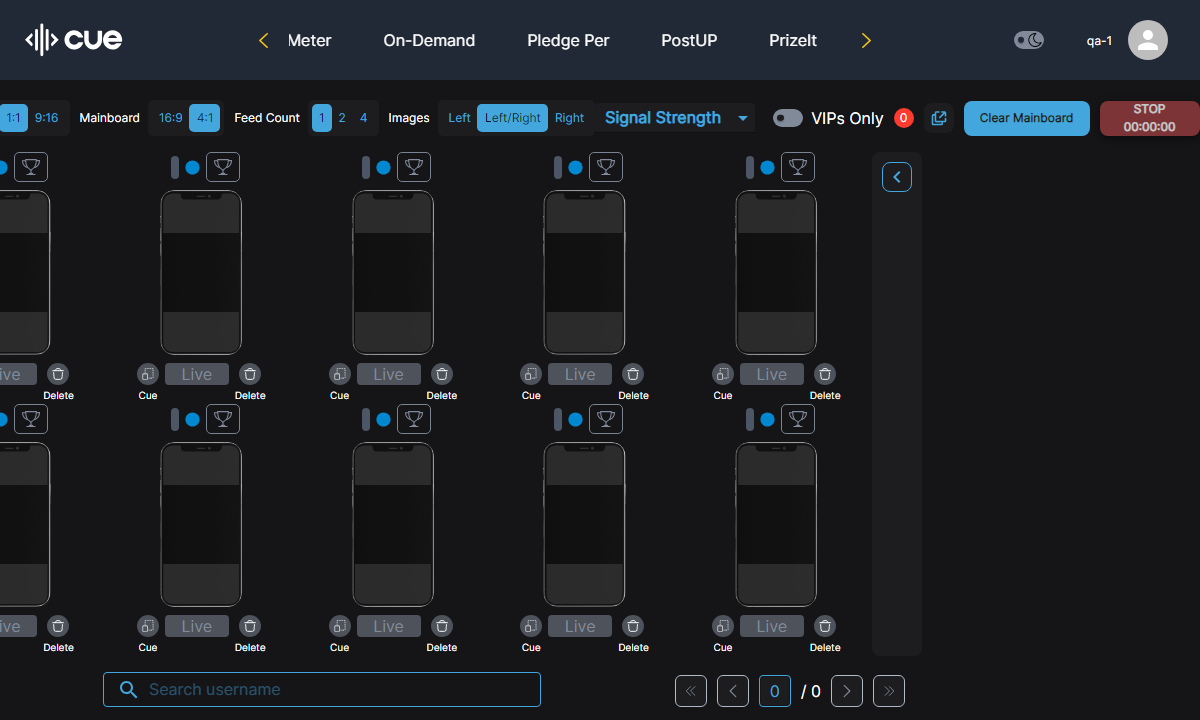 cue
Meter On-Demand Pledge Per PostUP PrizeIt
qa-1
1:1 9:16 Mainboard 16:9 4:1 Feed Count 1 2 4 Images Left Left/Right Right Signal Strength VIPs Only 0 Clear Mainboard STOP
00:00:00
Live Live Live Live
Delete Cue Delete Cue Delete Cue Delete Cue Delete
Live Live Live Live
Delete Cue Delete Cue Delete Cue Delete Cue Delete
Search username 0 / 0